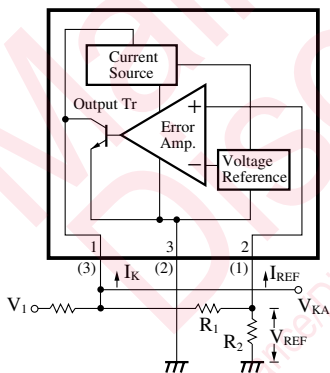 Current
Source
Output Tr
Error
Amp.
+
−
Voltage
Reference
1 3 2
(3) (2) (1)
I_K I_REF
V_1 V_KA
R_1
R_2
V_REF